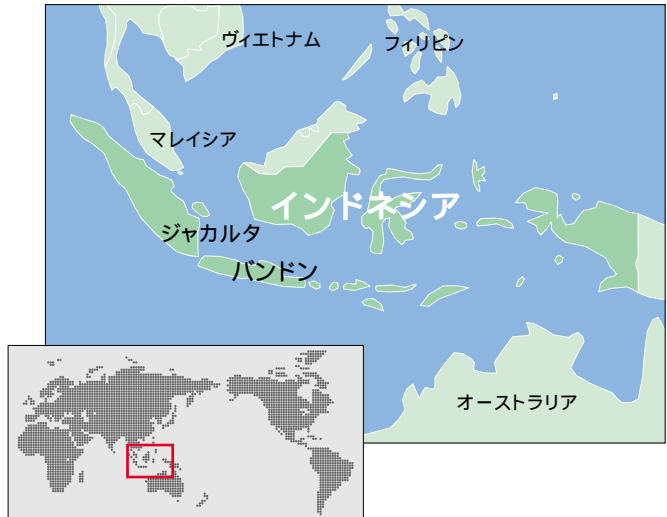 ヴィエトナム
フィリピン
マレイシア
インドネシア
ジャカルタ
バンドン
オーストラリア